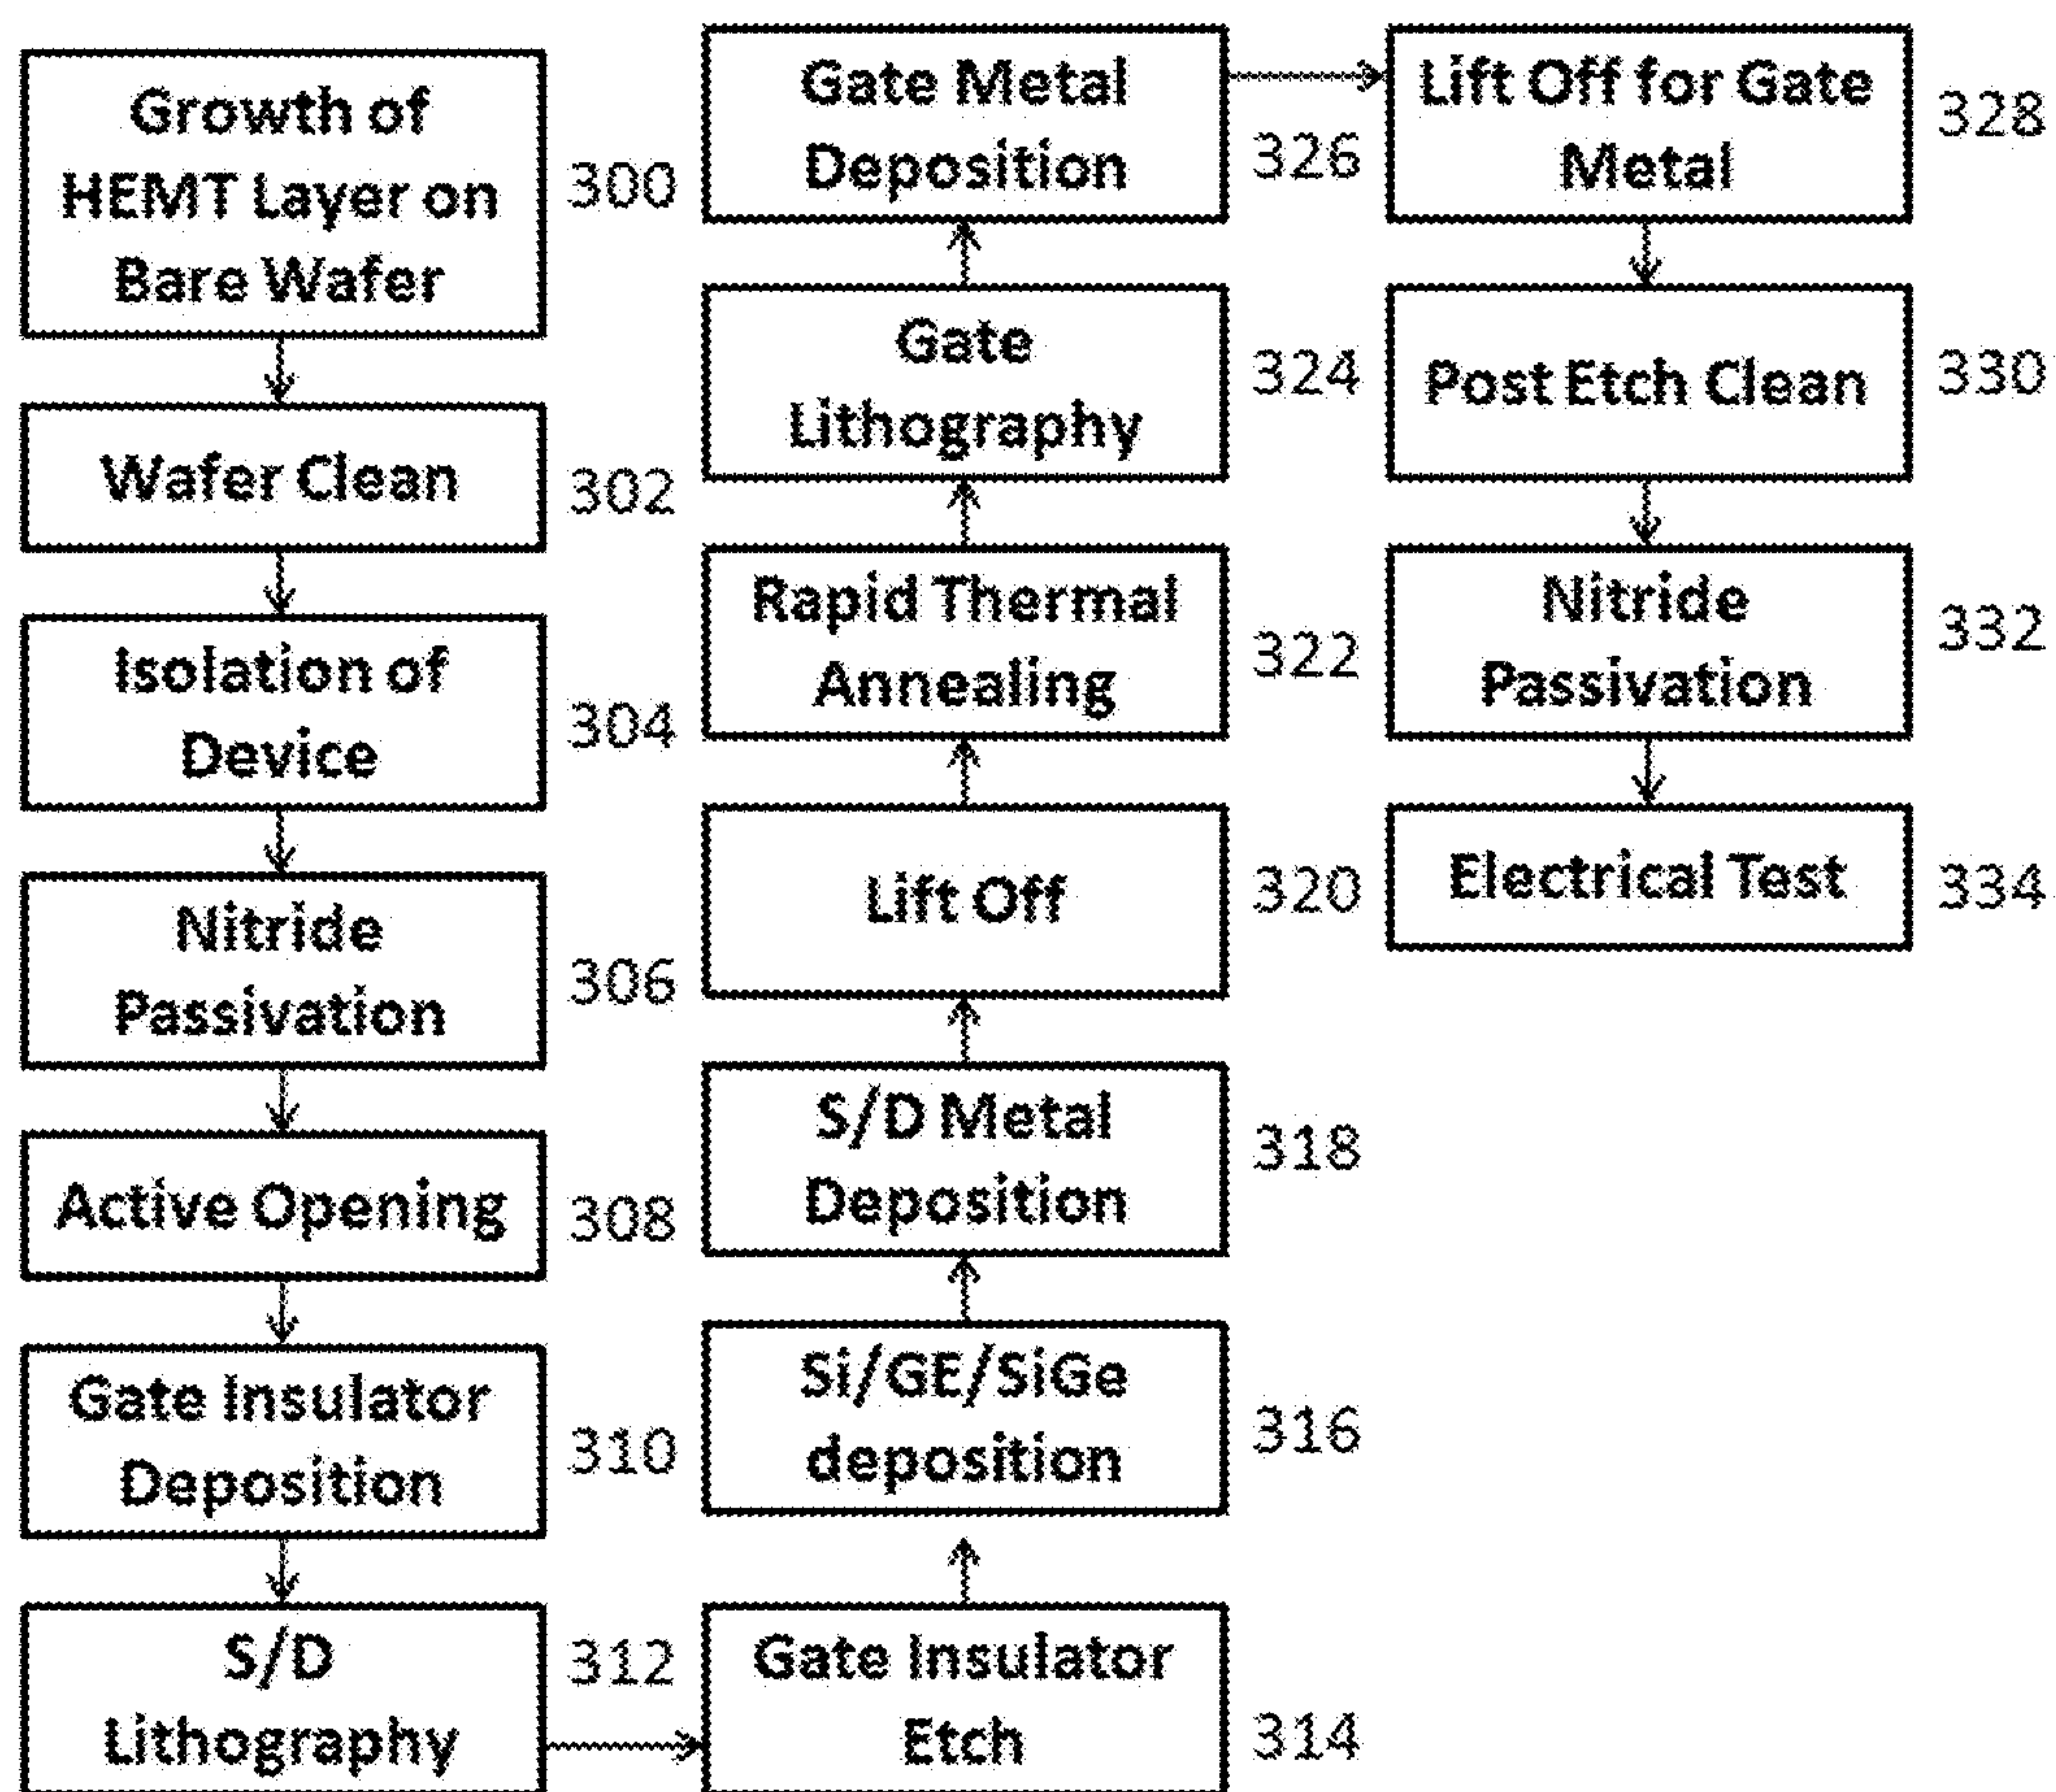 Growth of
HEMT Layer on
Bare Wafer
300
Wafer Clean
302
Isolation of
Device
304
Nitride
Passivation
306
Active Opening
308
Gate Insulator
Deposition
310
S/D
Lithography
312
Gate Insulator
Etch
314
Si/GE/SiGe
deposition
316
S/D Metal
Deposition
318
Lift Off
320
Rapid Thermal
Annealing
322
Gate
Lithography
324
Gate Metal
Deposition
326
Lift Off for Gate
Metal
328
Post Etch Clean
330
Nitride
Passivation
332
Electrical Test
334